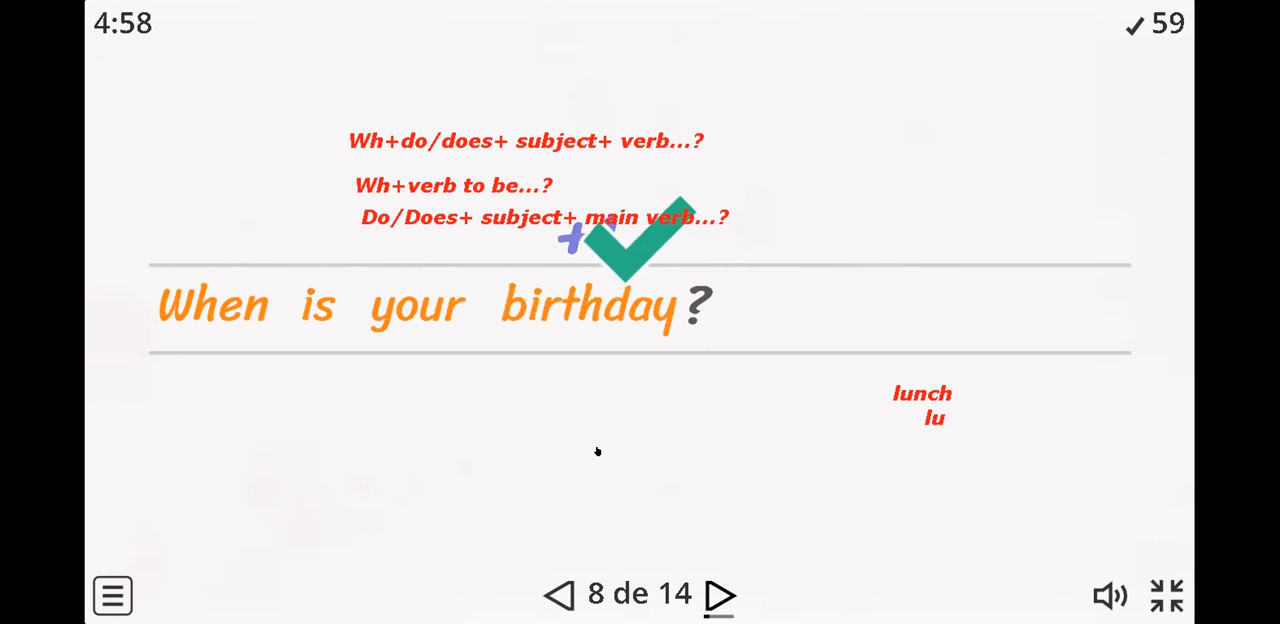 4:58
59
Wh+do/does+ subject+ verb...?
Wh+verb to be...?
Do/Does+ subject+ main verb...?
When is your birthday?
lunch
lu
8 de 14